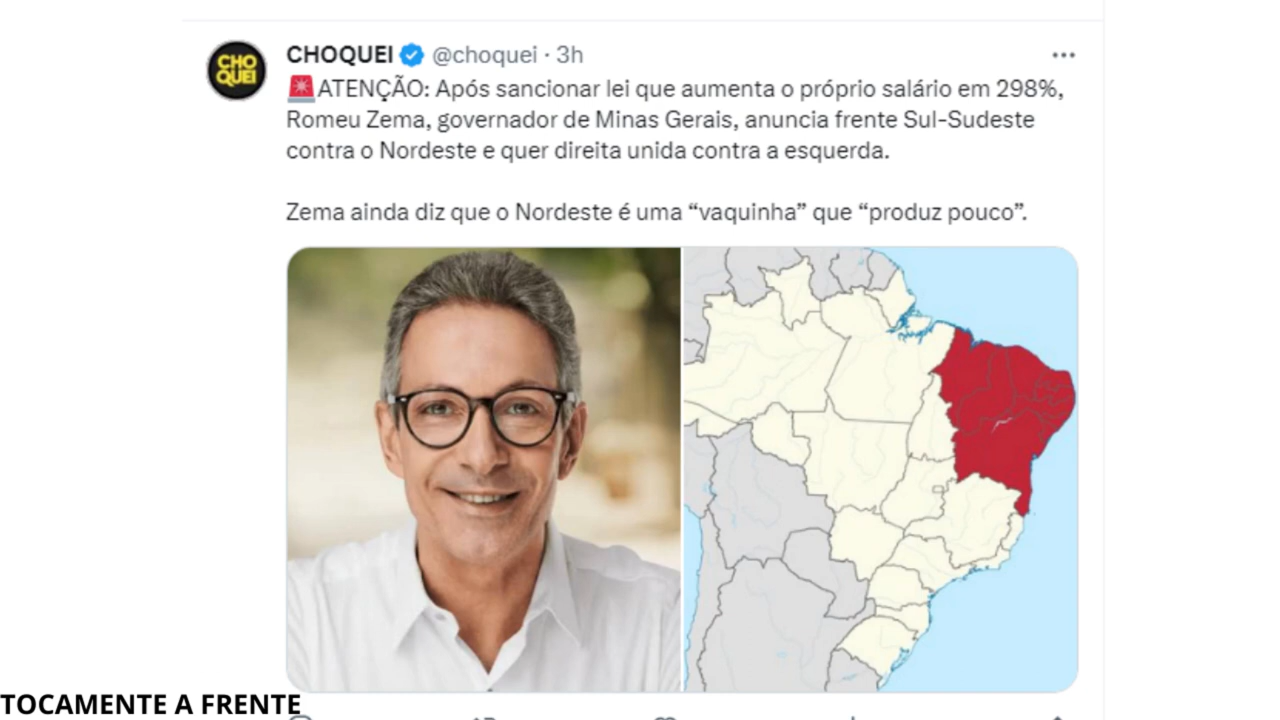 CHO
QUEI
CHOQUEI @choquei · 3h
🚨ATENÇÃO: Após sancionar lei que aumenta o próprio salário em 298%,
Romeu Zema, governador de Minas Gerais, anuncia frente Sul-Sudeste
contra o Nordeste e quer direita unida contra a esquerda.
Zema ainda diz que o Nordeste é uma “vaquinha” que “produz pouco”.
TOCAMENTE A FRENTE